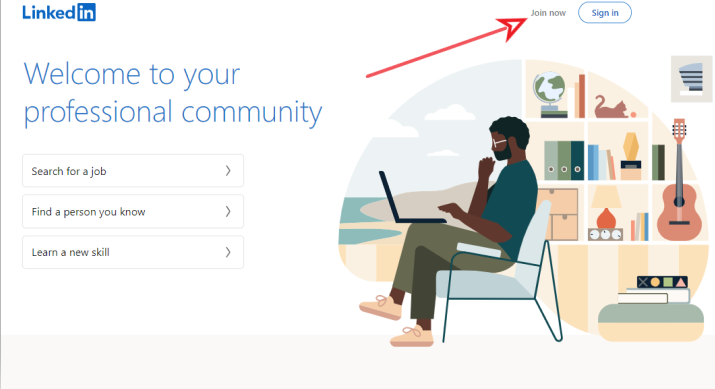 LinkedIn
Join now
Sign in
Welcome to your
professional community
Search for a job
Find a person you know
Learn a new skill